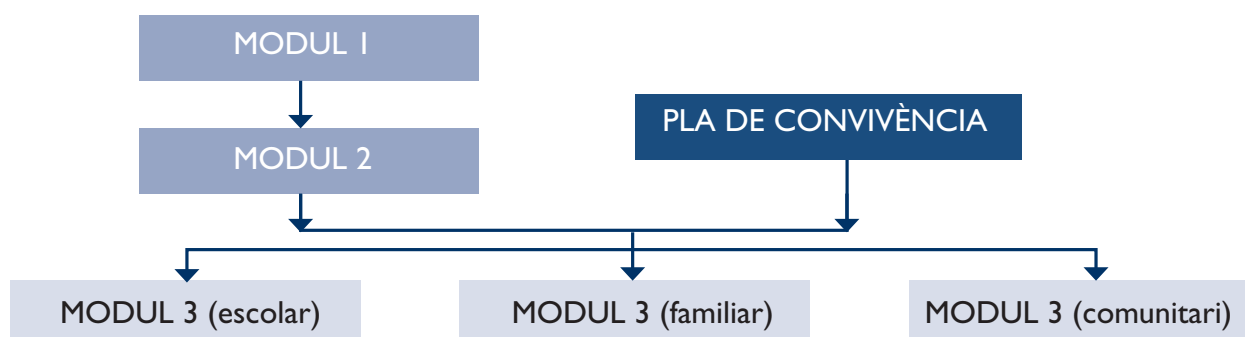 MODUL 1
PLA DE CONVIVÈNCIA
MODUL 2
MODUL 3 (escolar)
MODUL 3 (familiar)
MODUL 3 (comunitari)